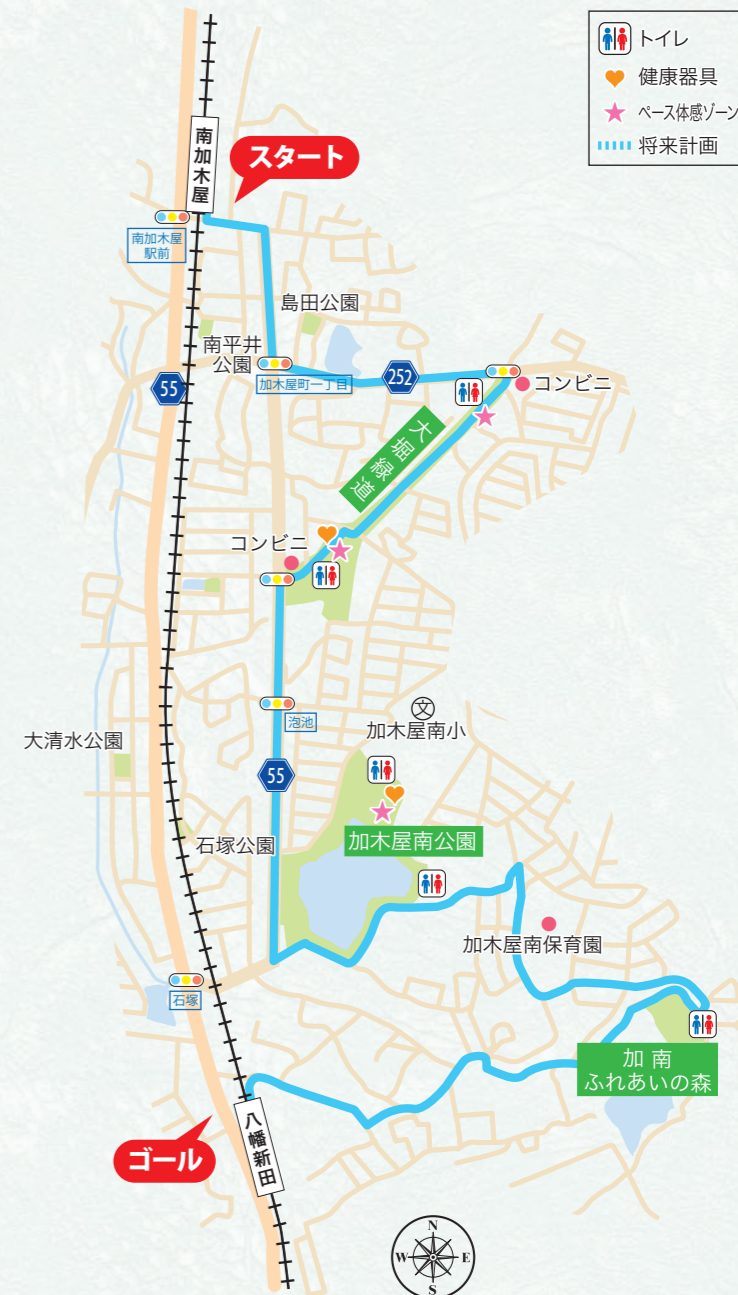 トイレ
健康器具
ペース体感ゾーン
将来計画
南加木屋
スタート
南加木屋
駅前
島田公園
南平井
公園
加木屋町一丁目
252
コンビニ
55
大堀緑道
コンビニ
泡池
文
加木屋南小
大清水公園
55
石塚公園
加木屋南公園
加木屋南保育園
石塚
加南
ふれあいの森
八幡新田
ゴール
N
W
E
S